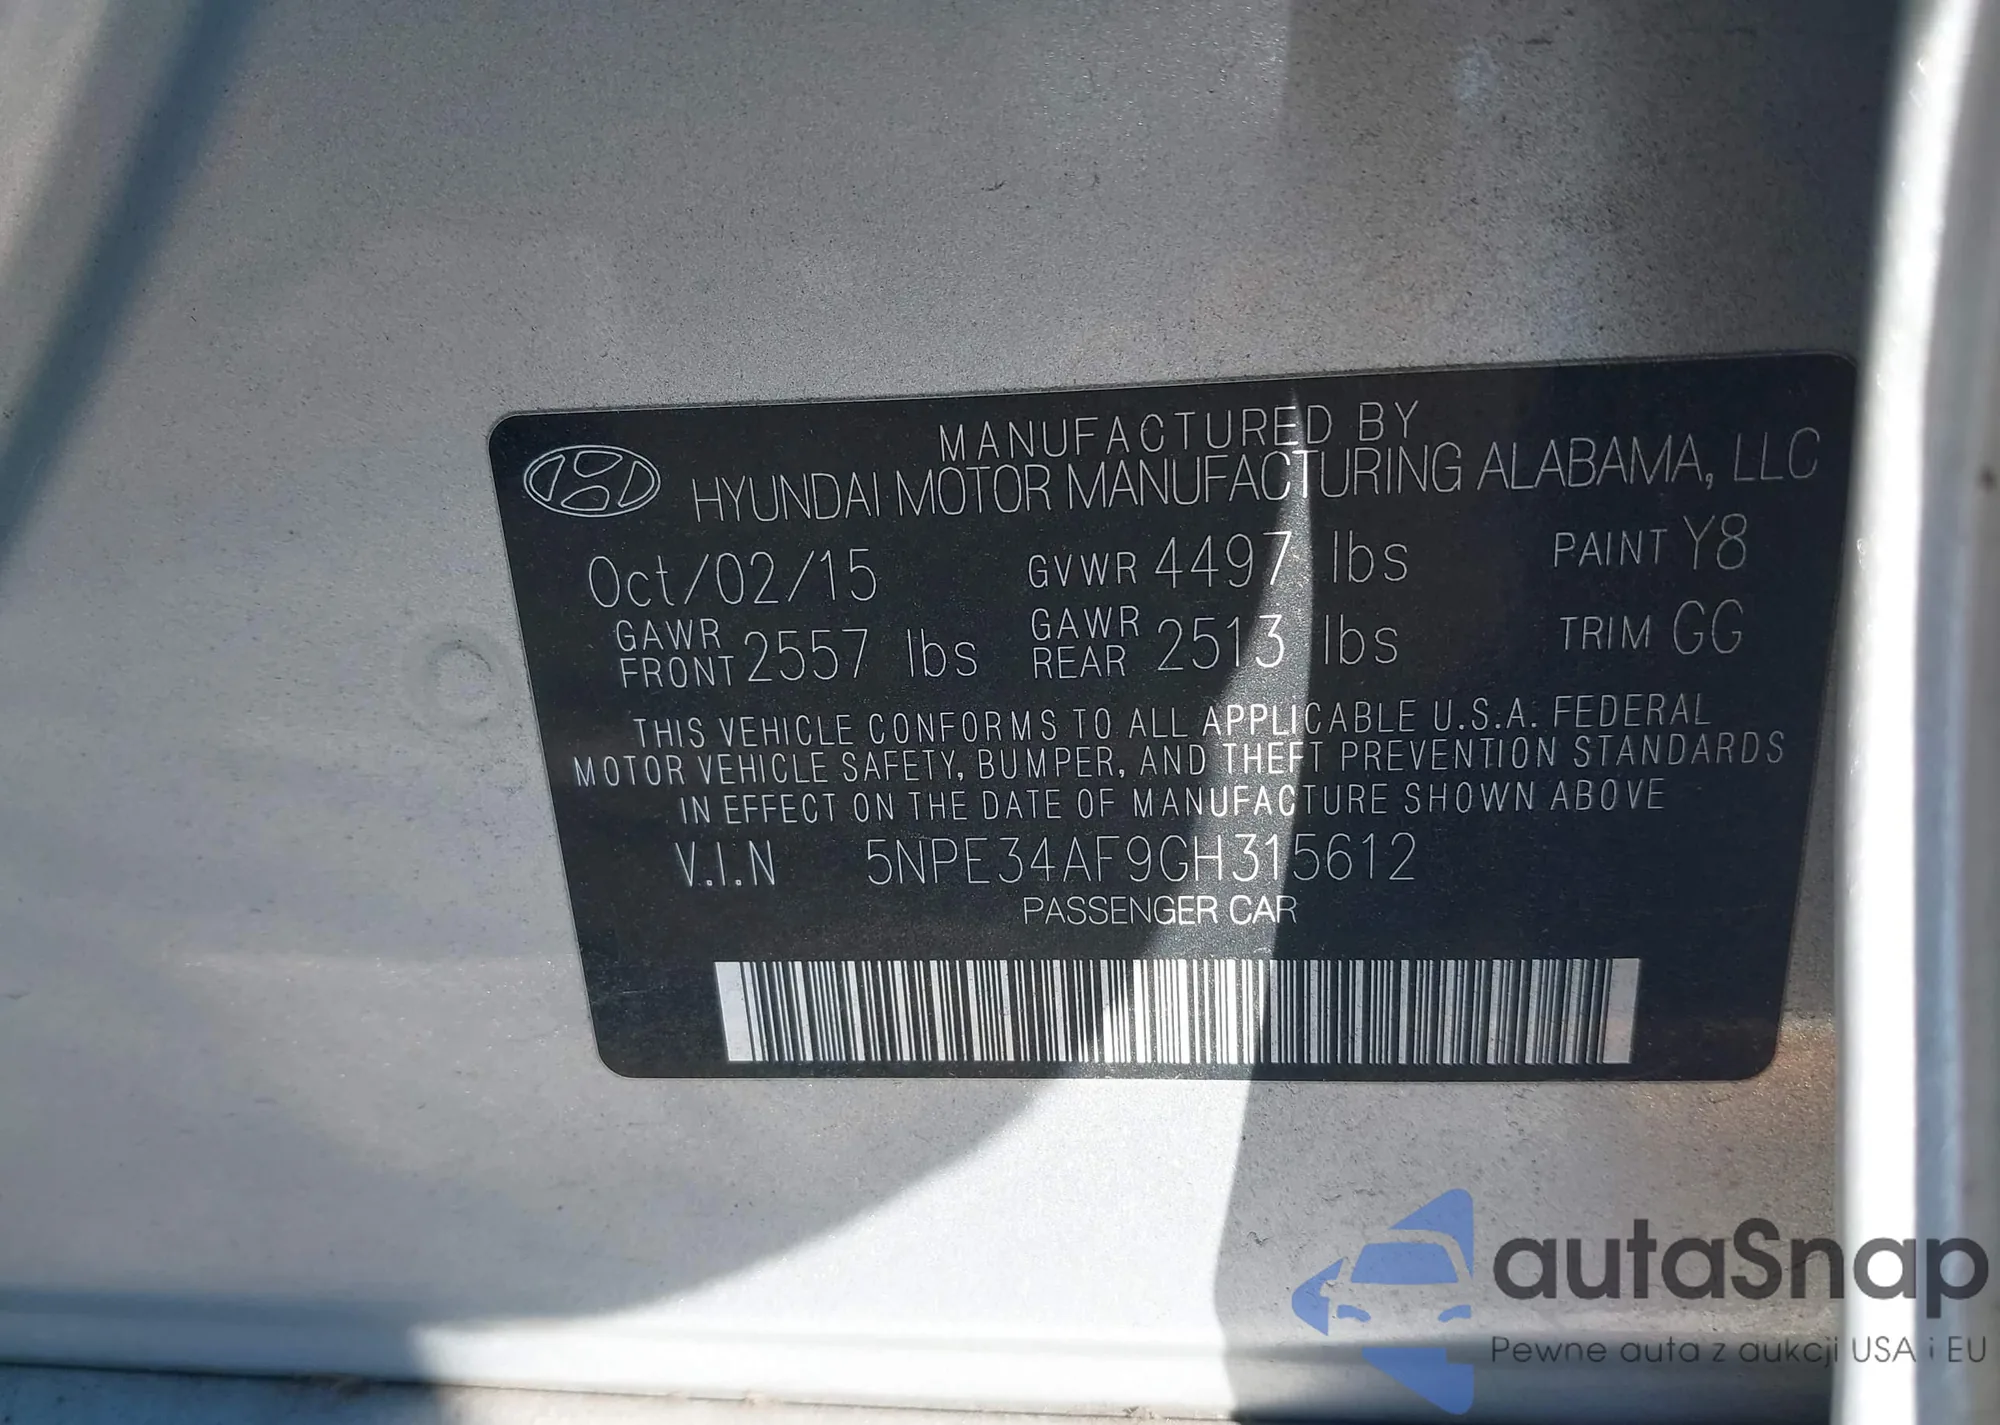 MANUFACTURED BY
HYUNDAI MOTOR MANUFACTURING ALABAMA, LLC
Oct/02/15 GVWR 4497 lbs PAINT Y8
GAWR FRONT 2557 lbs GAWR REAR 2513 lbs TRIM GG
THIS VEHICLE CONFORMS TO ALL APPLICABLE U.S.A. FEDERAL
MOTOR VEHICLE SAFETY, BUMPER, AND THEFT PREVENTION STANDARDS
IN EFFECT ON THE DATE OF MANUFACTURE SHOWN ABOVE
V.I.N 5NPE34AF9GH315612
PASSENGER CAR
autaSnap
Pewne auta z aukcji USA i EU